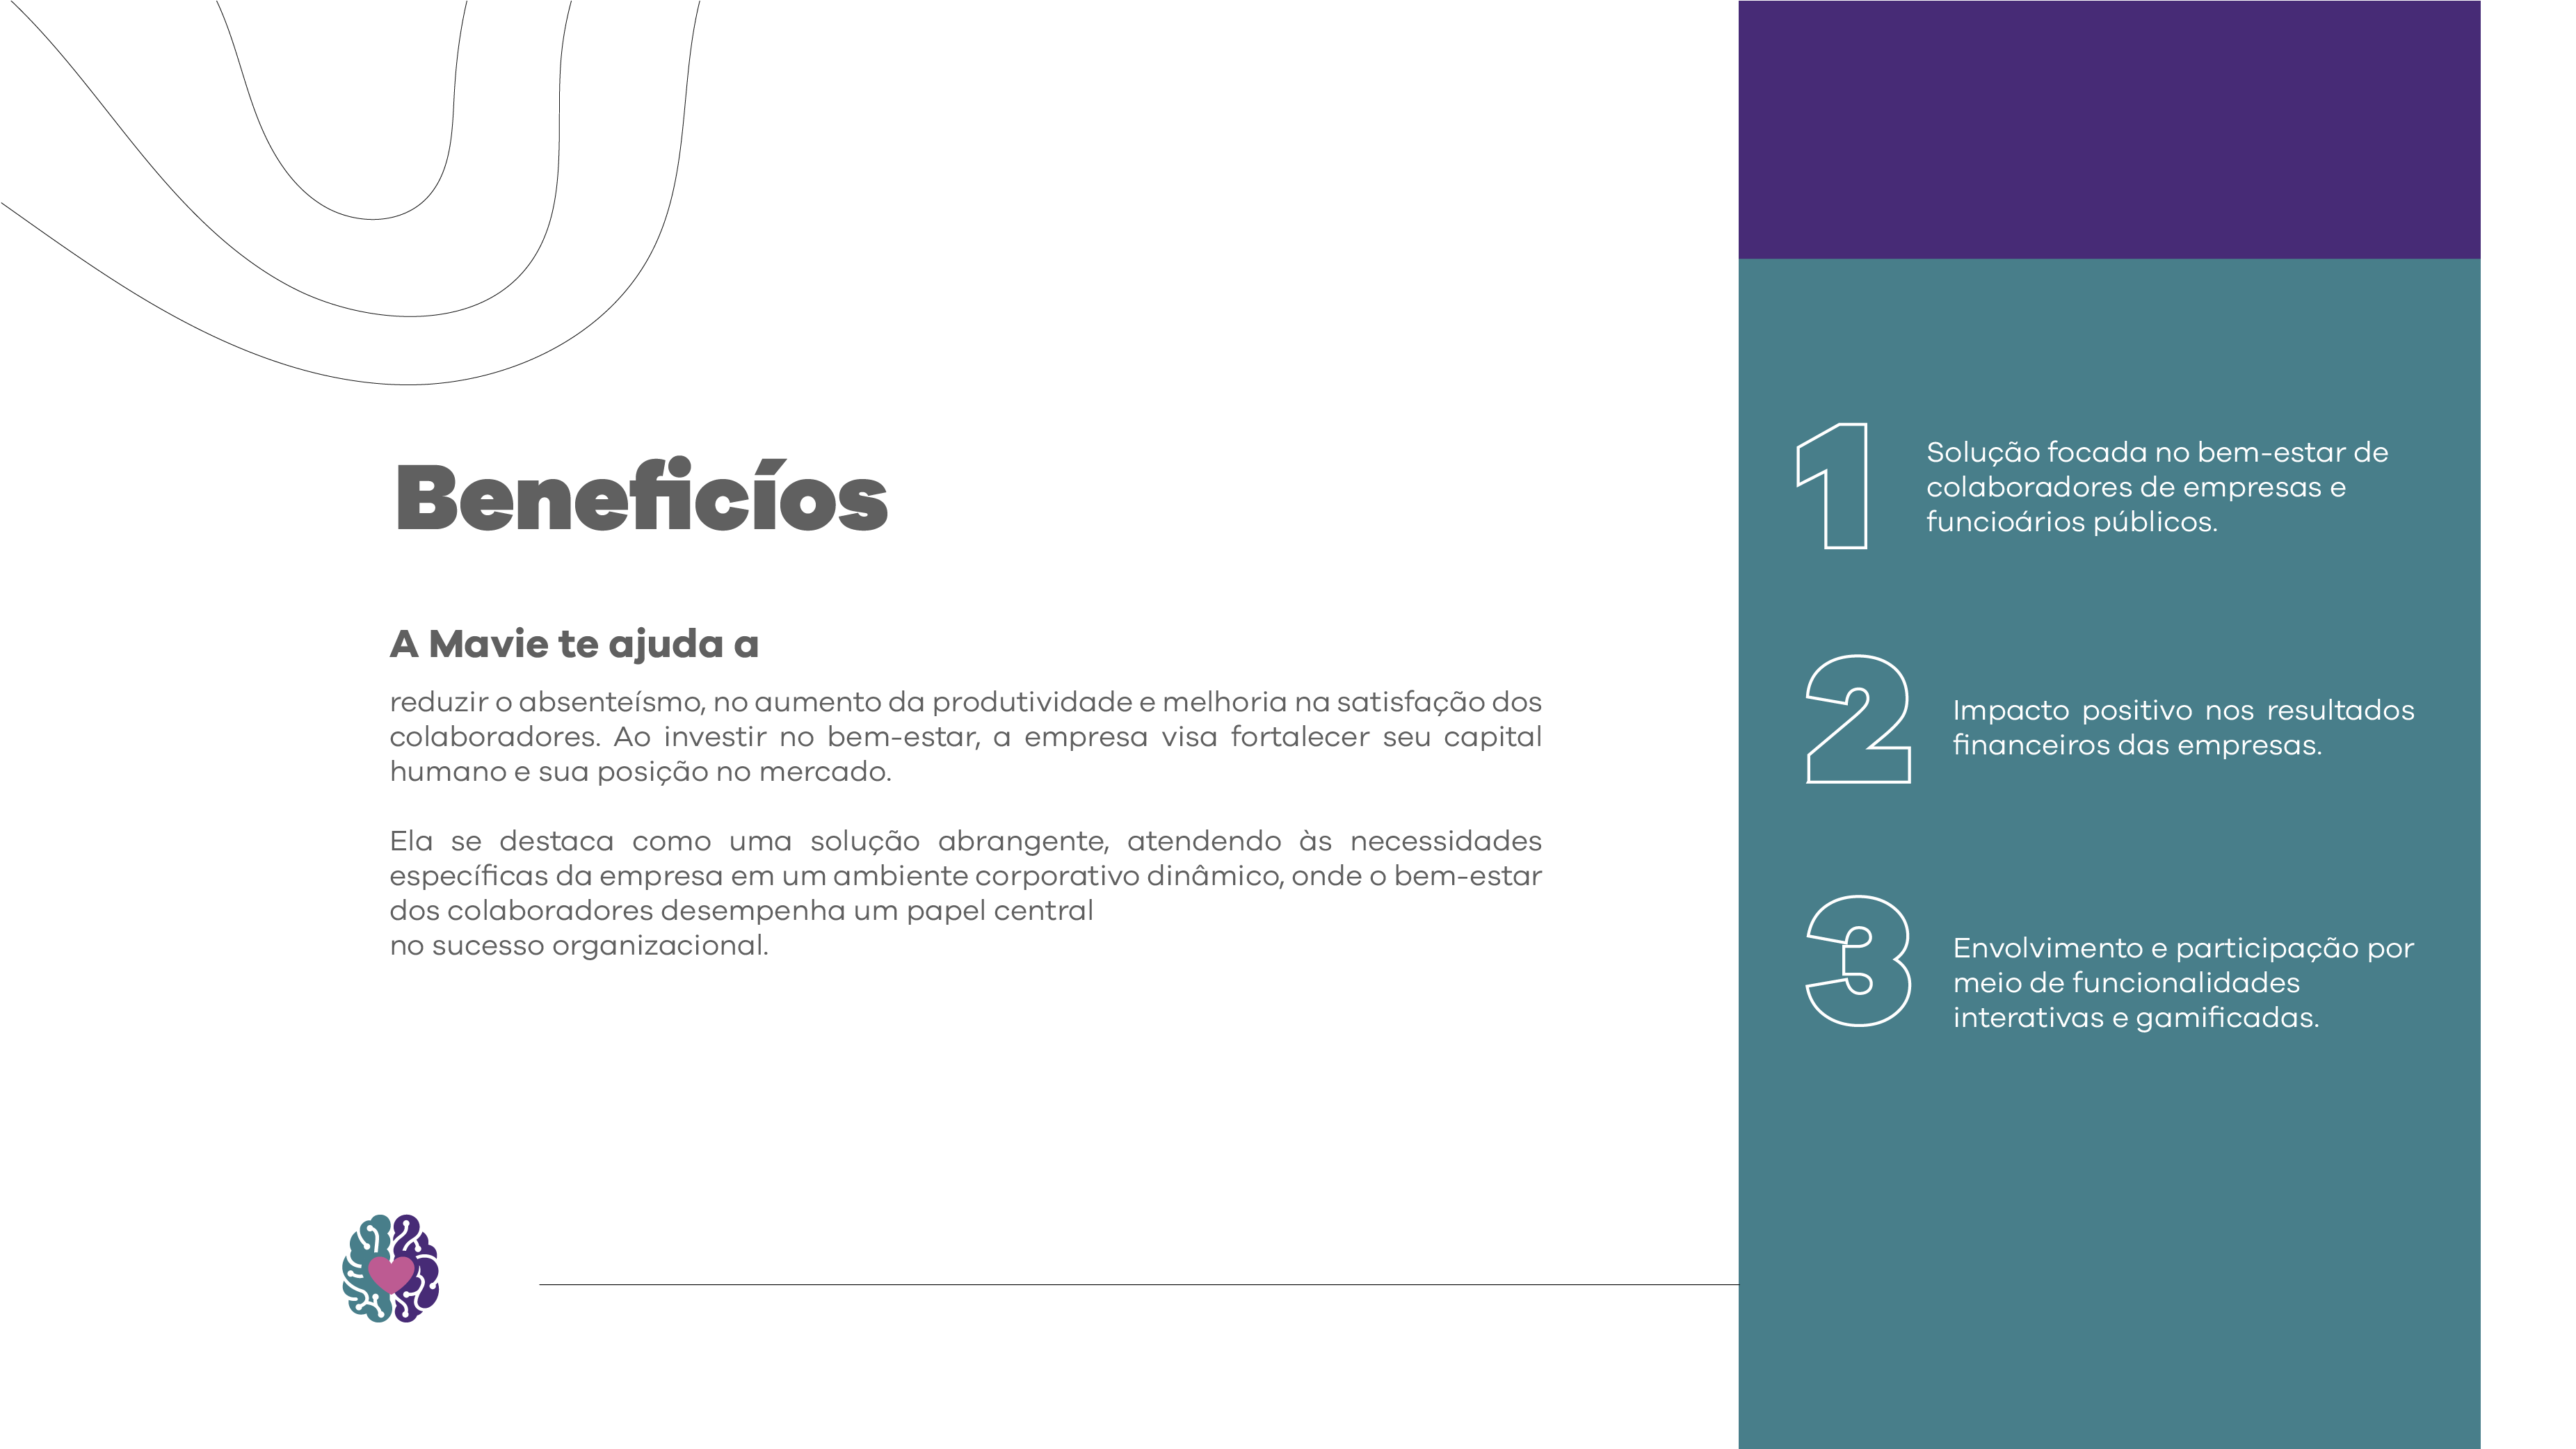 Beneficíos
A Mavie te ajuda a
reduzir o absenteísmo, no aumento da produtividade e melhoria na satisfação dos
colaboradores. Ao investir no bem-estar, a empresa visa fortalecer seu capital
humano e sua posição no mercado.
Ela se destaca como uma solução abrangente, atendendo às necessidades
específicas da empresa em um ambiente corporativo dinâmico, onde o bem-estar
dos colaboradores desempenha um papel central
no sucesso organizacional.
1
Solução focada no bem-estar de
colaboradores de empresas e
funcioários públicos.
2
Impacto positivo nos resultados
financeiros das empresas.
3
Envolvimento e participação por
meio de funcionalidades
interativas e gamificadas.